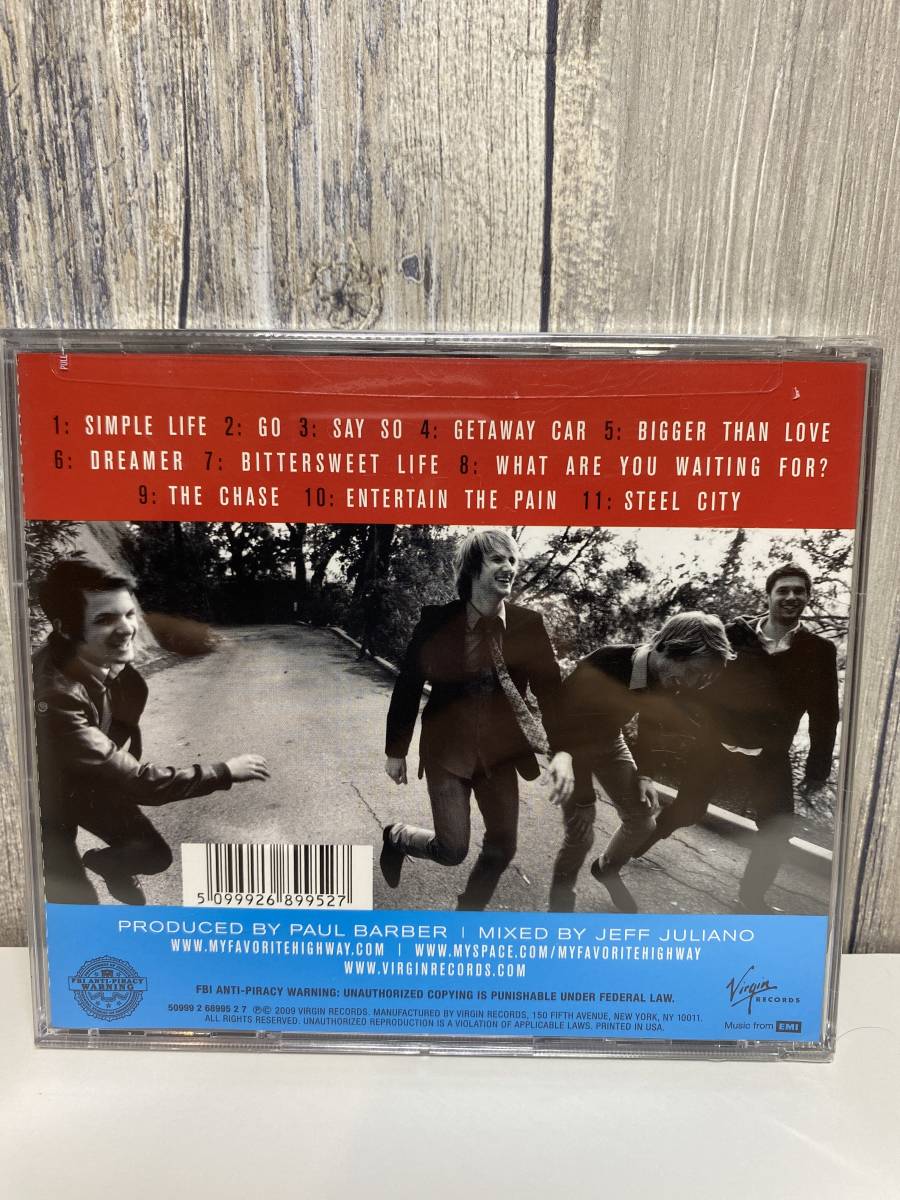 PULL
1: SIMPLE LIFE 2: GO 3: SAY SO 4: GETAWAY CAR 5: BIGGER THAN LOVE
6: DREAMER 7: BITTERSWEET LIFE 8: WHAT ARE YOU WAITING FOR?
9: THE CHASE 10: ENTERTAIN THE PAIN 11: STEEL CITY
5 099926 899527
PRODUCED BY PAUL BARBER | MIXED BY JEFF JULIANO
WWW.MYFAVORITEHIGHWAY.COM | WWW.MYSPACE.COM/MYFAVORITEHIGHWAY
WWW.VIRGINRECORDS.COM
FBI ANTI-PIRACY
WARNING
FBI ANTI-PIRACY WARNING: UNAUTHORIZED COPYING IS PUNISHABLE UNDER FEDERAL LAW.
50999 2 68995 2 7 ℗© 2009 VIRGIN RECORDS. MANUFACTURED BY VIRGIN RECORDS, 150 FIFTH AVENUE, NEW YORK, NY 10011.
ALL RIGHTS RESERVED. UNAUTHORIZED REPRODUCTION IS A VIOLATION OF APPLICABLE LAWS. PRINTED IN USA.
Virgin
RECORDS
Music from EMI